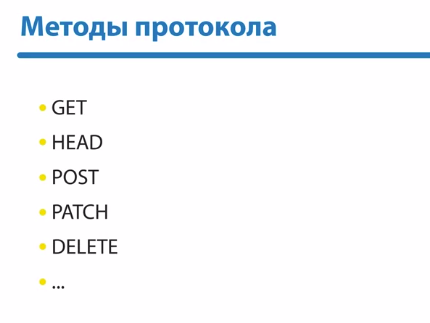 Методы протокола
• GET
• HEAD
• POST
• PATCH
• DELETE
• ...